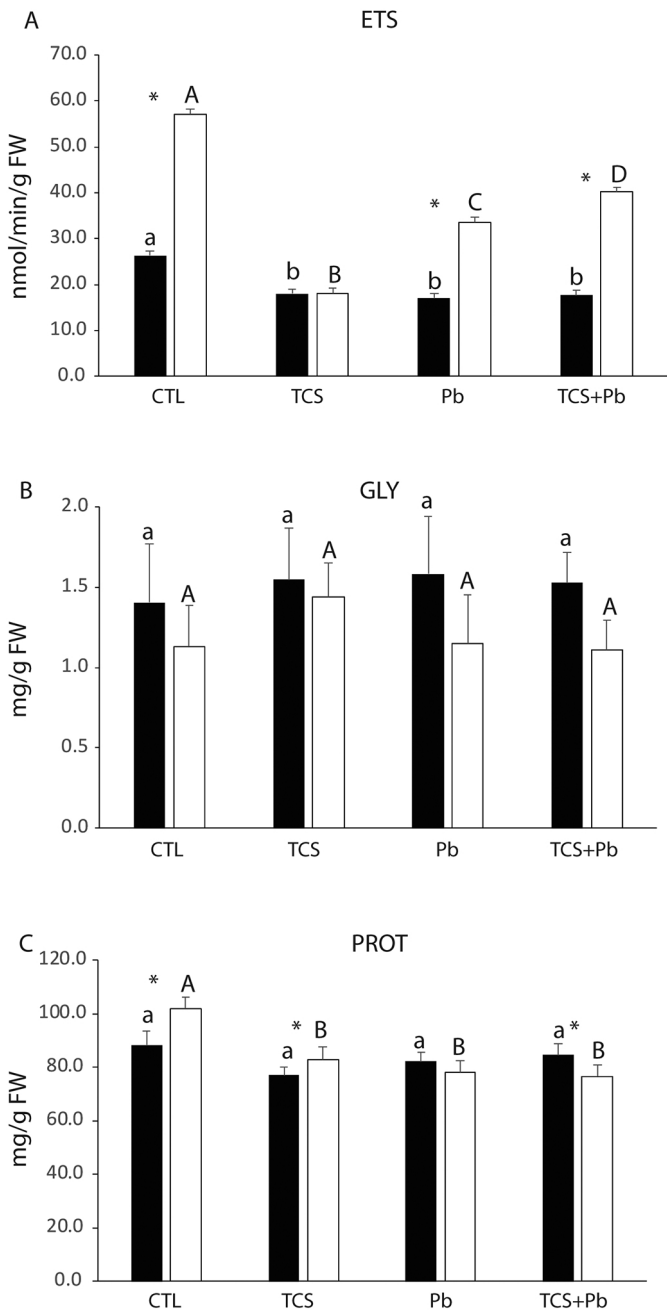 A
ETS
70.0
60.0
50.0
40.0
30.0
20.0
10.0
0.0
nmol/min/g FW
* A
a
b B
* C
b
* D
b
CTL TCS Pb TCS+Pb
B
GLY
2.0
1.5
1.0
0.5
0.0
mg/g FW
a A
a A
a A
a A
CTL TCS Pb TCS+Pb
C
PROT
120.0
100.0
80.0
60.0
40.0
20.0
0.0
mg/g FW
* A
a
* B
a
a B
a *
B
CTL TCS Pb TCS+Pb